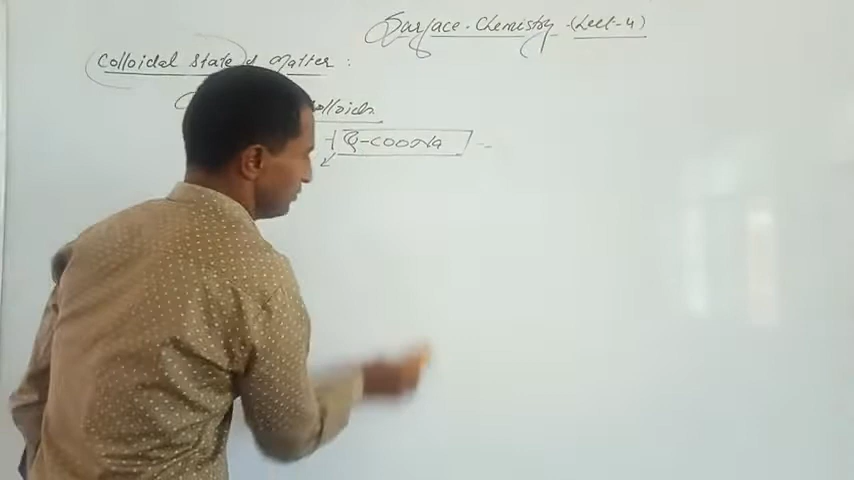 Surface Chemistry (Lect-4)
Colloidal State of Matter :
colloids
R-COONa